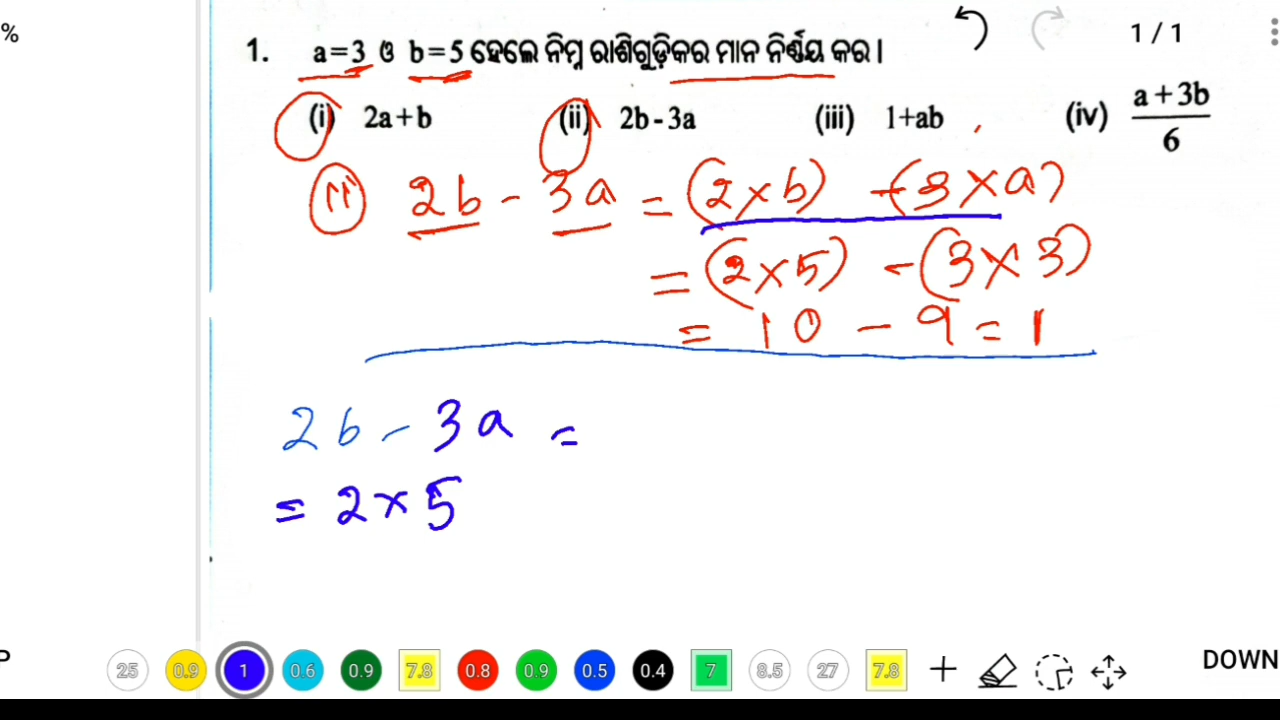 %
1 / 1
1. a=3 ଓ b=5 ହେଲେ ନିମ୍ନ ରାଶିଗୁଡ଼ିକର ମାନ ନିର୍ଣ୍ଣୟ କର ।
(i) 2a+b (ii) 2b-3a (iii) 1+ab , (iv) a+3b/6
(ii) 2b - 3a = (2×b) - (3×a)
= (2×5) - (3×3)
= 10 - 9 = 1
2b - 3a =
= 2×5
P
25 0.9 1 0.6 0.9 7.8 0.8 0.9 0.5 0.4 7 8.5 27 7.8 DOWN